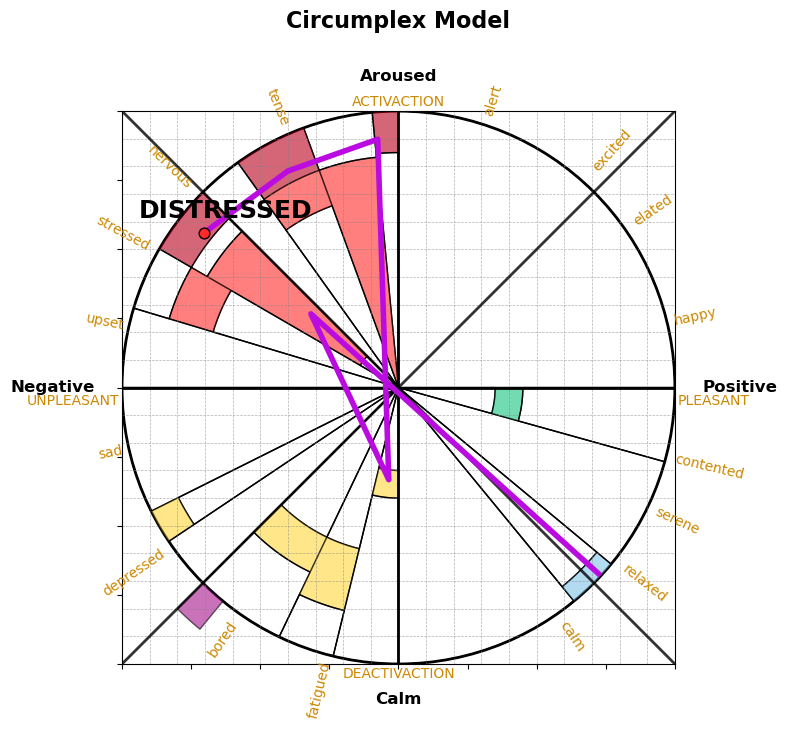 Circumplex Model
Aroused
ACTIVACTION
tense
alert
nervous
excited
DISTRESSED
elated
stressed
upset
happy
Negative
Positive
UNPLEASANT
PLEASANT
sad
contented
serene
depressed
relaxed
bored
calm
fatigued
DEACTIVACTION
Calm